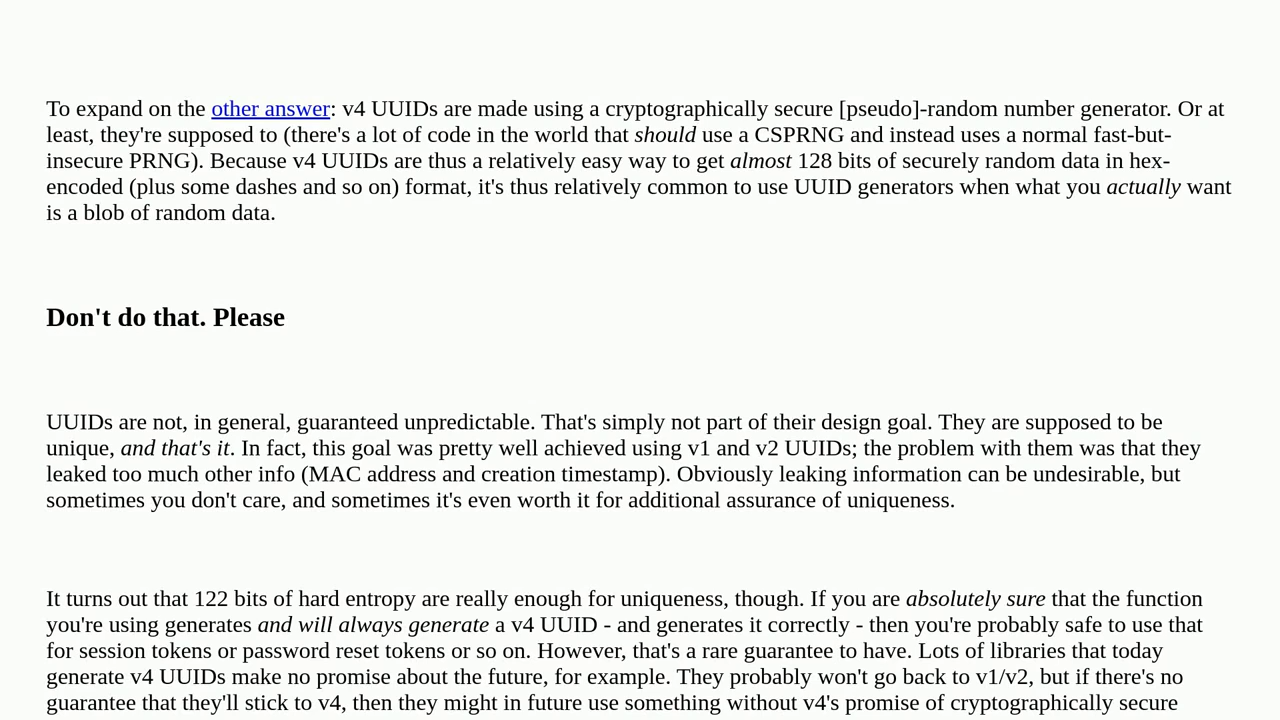 To expand on the other answer: v4 UUIDs are made using a cryptographically secure [pseudo]-random number generator. Or at
least, they're supposed to (there's a lot of code in the world that should use a CSPRNG and instead uses a normal fast-but-
insecure PRNG). Because v4 UUIDs are thus a relatively easy way to get almost 128 bits of securely random data in hex-
encoded (plus some dashes and so on) format, it's thus relatively common to use UUID generators when what you actually want
is a blob of random data.
Don't do that. Please
UUIDs are not, in general, guaranteed unpredictable. That's simply not part of their design goal. They are supposed to be
unique, and that's it. In fact, this goal was pretty well achieved using v1 and v2 UUIDs; the problem with them was that they
leaked too much other info (MAC address and creation timestamp). Obviously leaking information can be undesirable, but
sometimes you don't care, and sometimes it's even worth it for additional assurance of uniqueness.
It turns out that 122 bits of hard entropy are really enough for uniqueness, though. If you are absolutely sure that the function
you're using generates and will always generate a v4 UUID - and generates it correctly - then you're probably safe to use that
for session tokens or password reset tokens or so on. However, that's a rare guarantee to have. Lots of libraries that today
generate v4 UUIDs make no promise about the future, for example. They probably won't go back to v1/v2, but if there's no
guarantee that they'll stick to v4, then they might in future use something without v4's promise of cryptographically secure